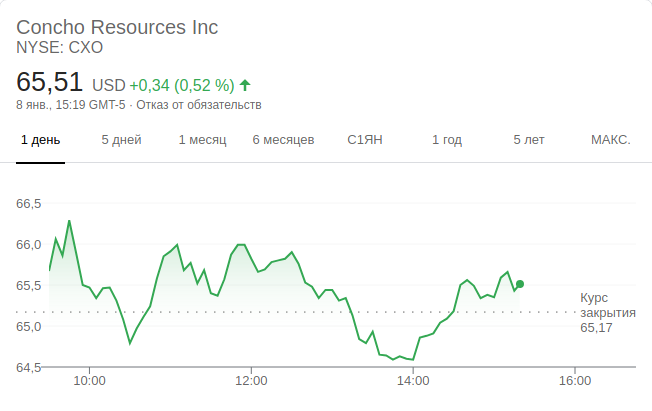 Concho Resources Inc
NYSE: CXO
65,51 USD +0,34 (0,52 %)
8 янв., 15:19 GMT-5 · Отказ от обязательств
1 день 5 дней 1 месяц 6 месяцев С1ЯН 1 год 5 лет МАКС.
66,5
66,0
65,5
65,0
64,5
Курс
закрытия
65,17
10:00 12:00 14:00 16:00